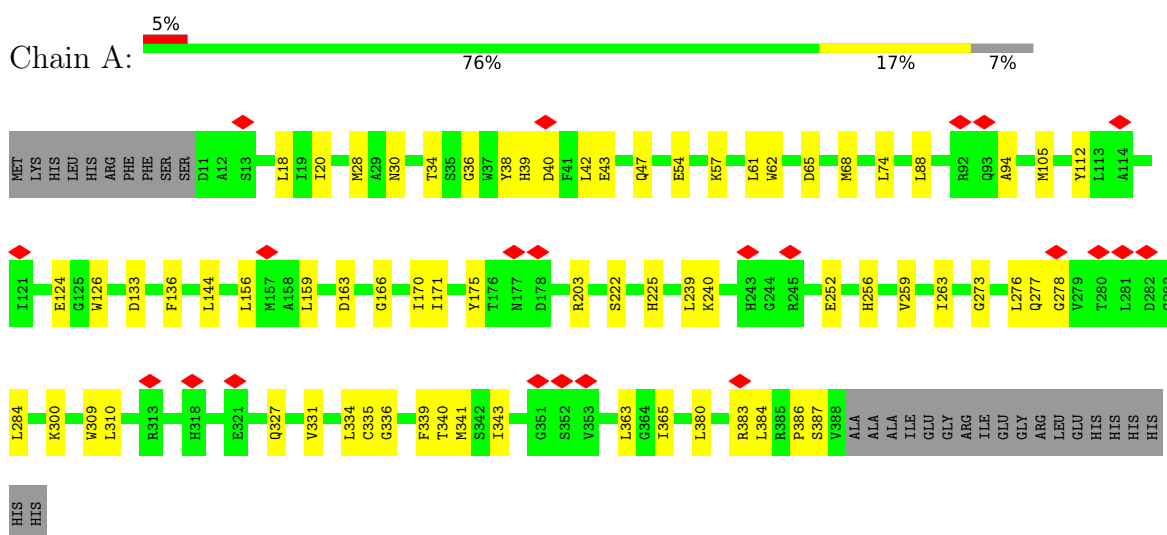 5%
Chain A:
76% 17% 7%
MET LYS HIS LEU HIS ARG PHE PHE SER SER D11 A12 S13 L18 I19 I20 M28 A29 N30 T34 S35 G36 W37 Y38 H39 D40 F41 L42 E43 Q47 E54 K57 L61 W62 D65 M68 L74 L88 R92 Q93 A94 M105 Y112 L113 A114
I121 E124 G125 W126 D133 F136 L144 L156 M157 A158 L159 D163 G166 I170 I171 Y175 T176 N177 D178 R203 S222 H225 L239 K240 H243 G244 R245 E252 H256 V259 I263 G273 L276 Q277 G278 V279 T280 L281 D282
L284 K300 W309 L310 R313 H318 E321 Q327 V331 L334 C335 G336 F339 T340 M341 S342 I343 G351 S352 V353 L363 G364 I365 L380 R383 L384 R385 P386 S387 V388 ALA ALA ALA ILE GLU GLY ARG ILE GLU GLY ARG LEU GLU HIS HIS HIS HIS
HIS HIS